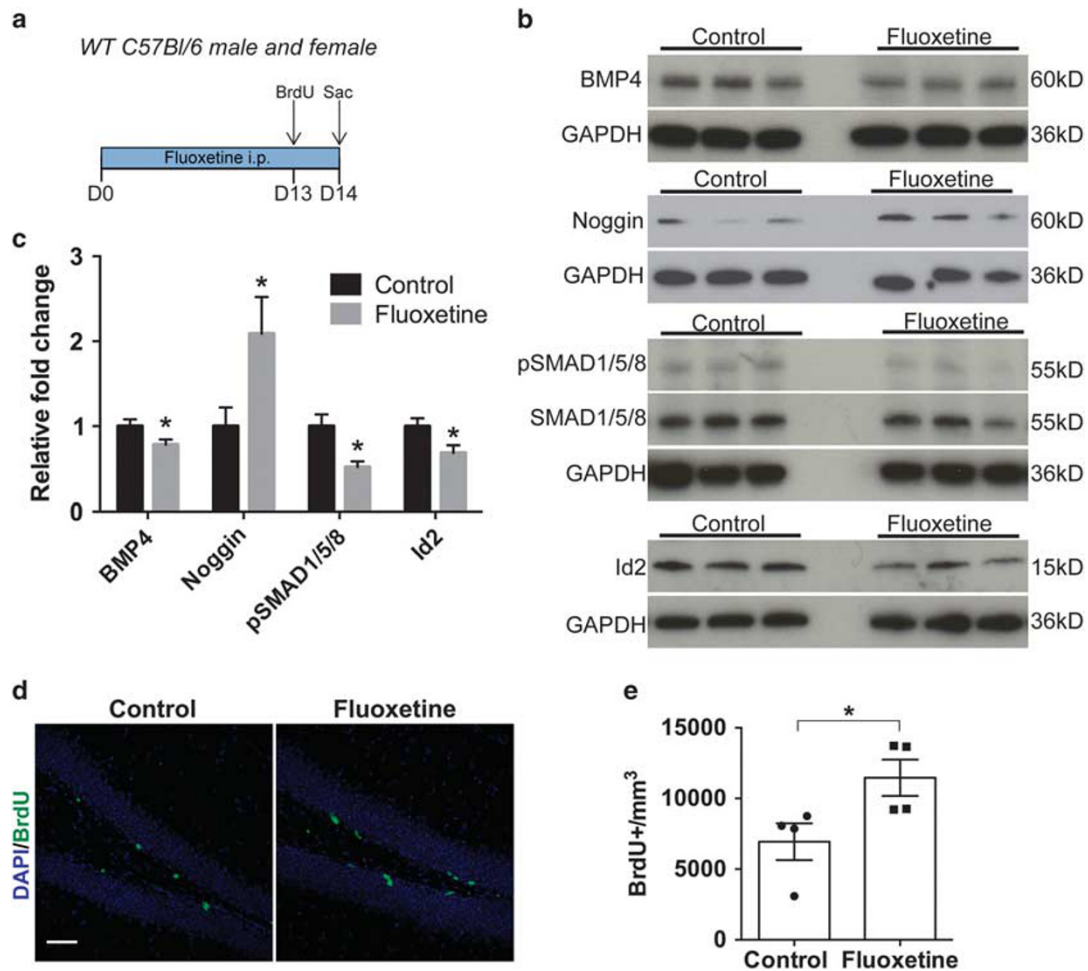 a
WT C57Bl/6 male and female
BrdU Sac
Fluoxetine i.p.
D0 D13 D14
b
Control Fluoxetine
BMP4 60kD
GAPDH 36kD
Control Fluoxetine
Noggin 60kD
GAPDH 36kD
Control Fluoxetine
pSMAD1/5/8 55kD
SMAD1/5/8 55kD
GAPDH 36kD
Control Fluoxetine
Id2 15kD
GAPDH 36kD
c
Relative fold change
3
2
1
0
Control
Fluoxetine
* * * *
BMP4 Noggin pSMAD1/5/8 Id2
d
Control Fluoxetine
DAPI/BrdU
e
BrdU+/mm³
15000
10000
5000
0
*
Control Fluoxetine